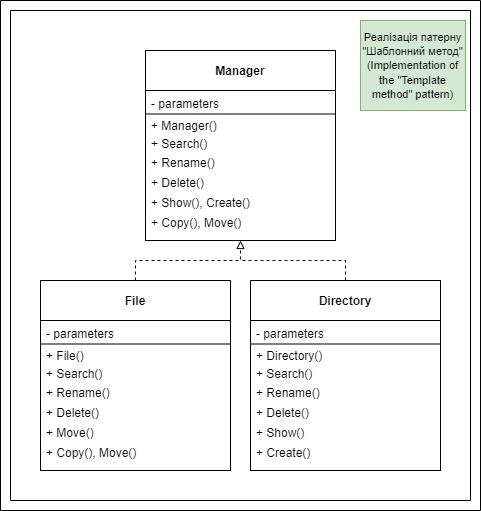 Реалізація патерну
"Шаблонний метод"
(Implementation of
the "Template
method" pattern)
Manager
- parameters
+ Manager()
+ Search()
+ Rename()
+ Delete()
+ Show(), Create()
+ Copy(), Move()
File
- parameters
+ File()
+ Search()
+ Rename()
+ Delete()
+ Move()
+ Copy(), Move()
Directory
- parameters
+ Directory()
+ Search()
+ Rename()
+ Delete()
+ Show()
+ Create()